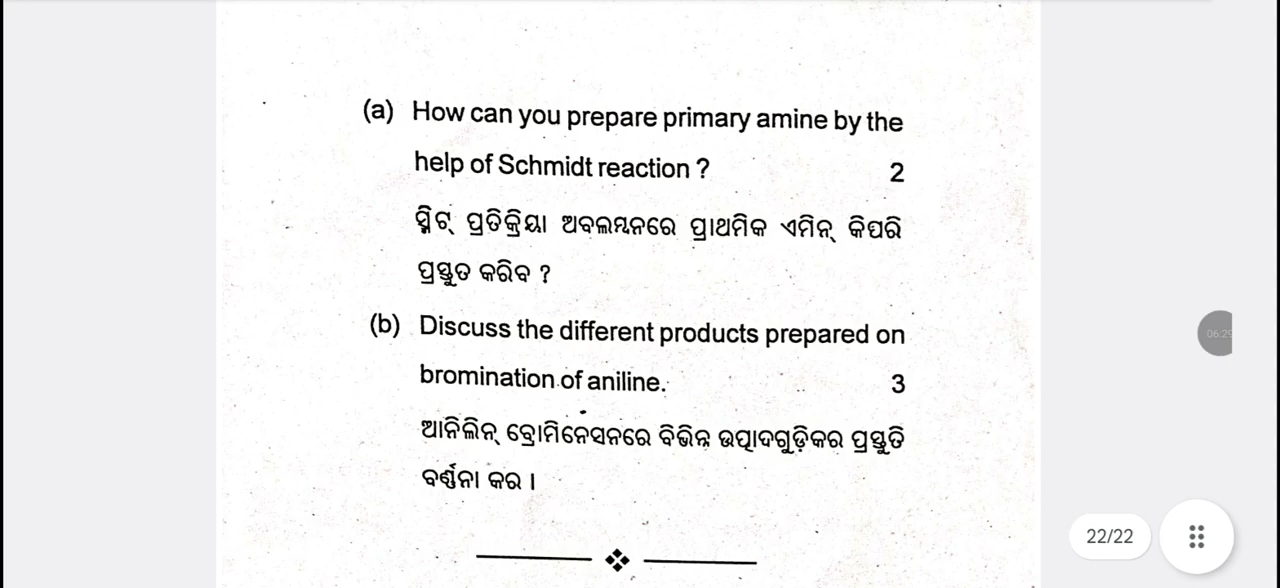 (a) How can you prepare primary amine by the
help of Schmidt reaction ? 2
ସ୍ମିଟ୍ ପ୍ରତିକ୍ରିୟା ଅବଲମ୍ବନରେ ପ୍ରାଥମିକ ଏମିନ୍ କିପରି
ପ୍ରସ୍ତୁତ କରିବ ?
(b) Discuss the different products prepared on
bromination of aniline. 3
ଆନିଲିନ୍ ବ୍ରୋମିନେସନରେ ବିଭିନ୍ନ ଉତ୍ପାଦଗୁଡ଼ିକର ପ୍ରସ୍ତୁତି
ବର୍ଣ୍ଣନା କର ।
06:29
22/22